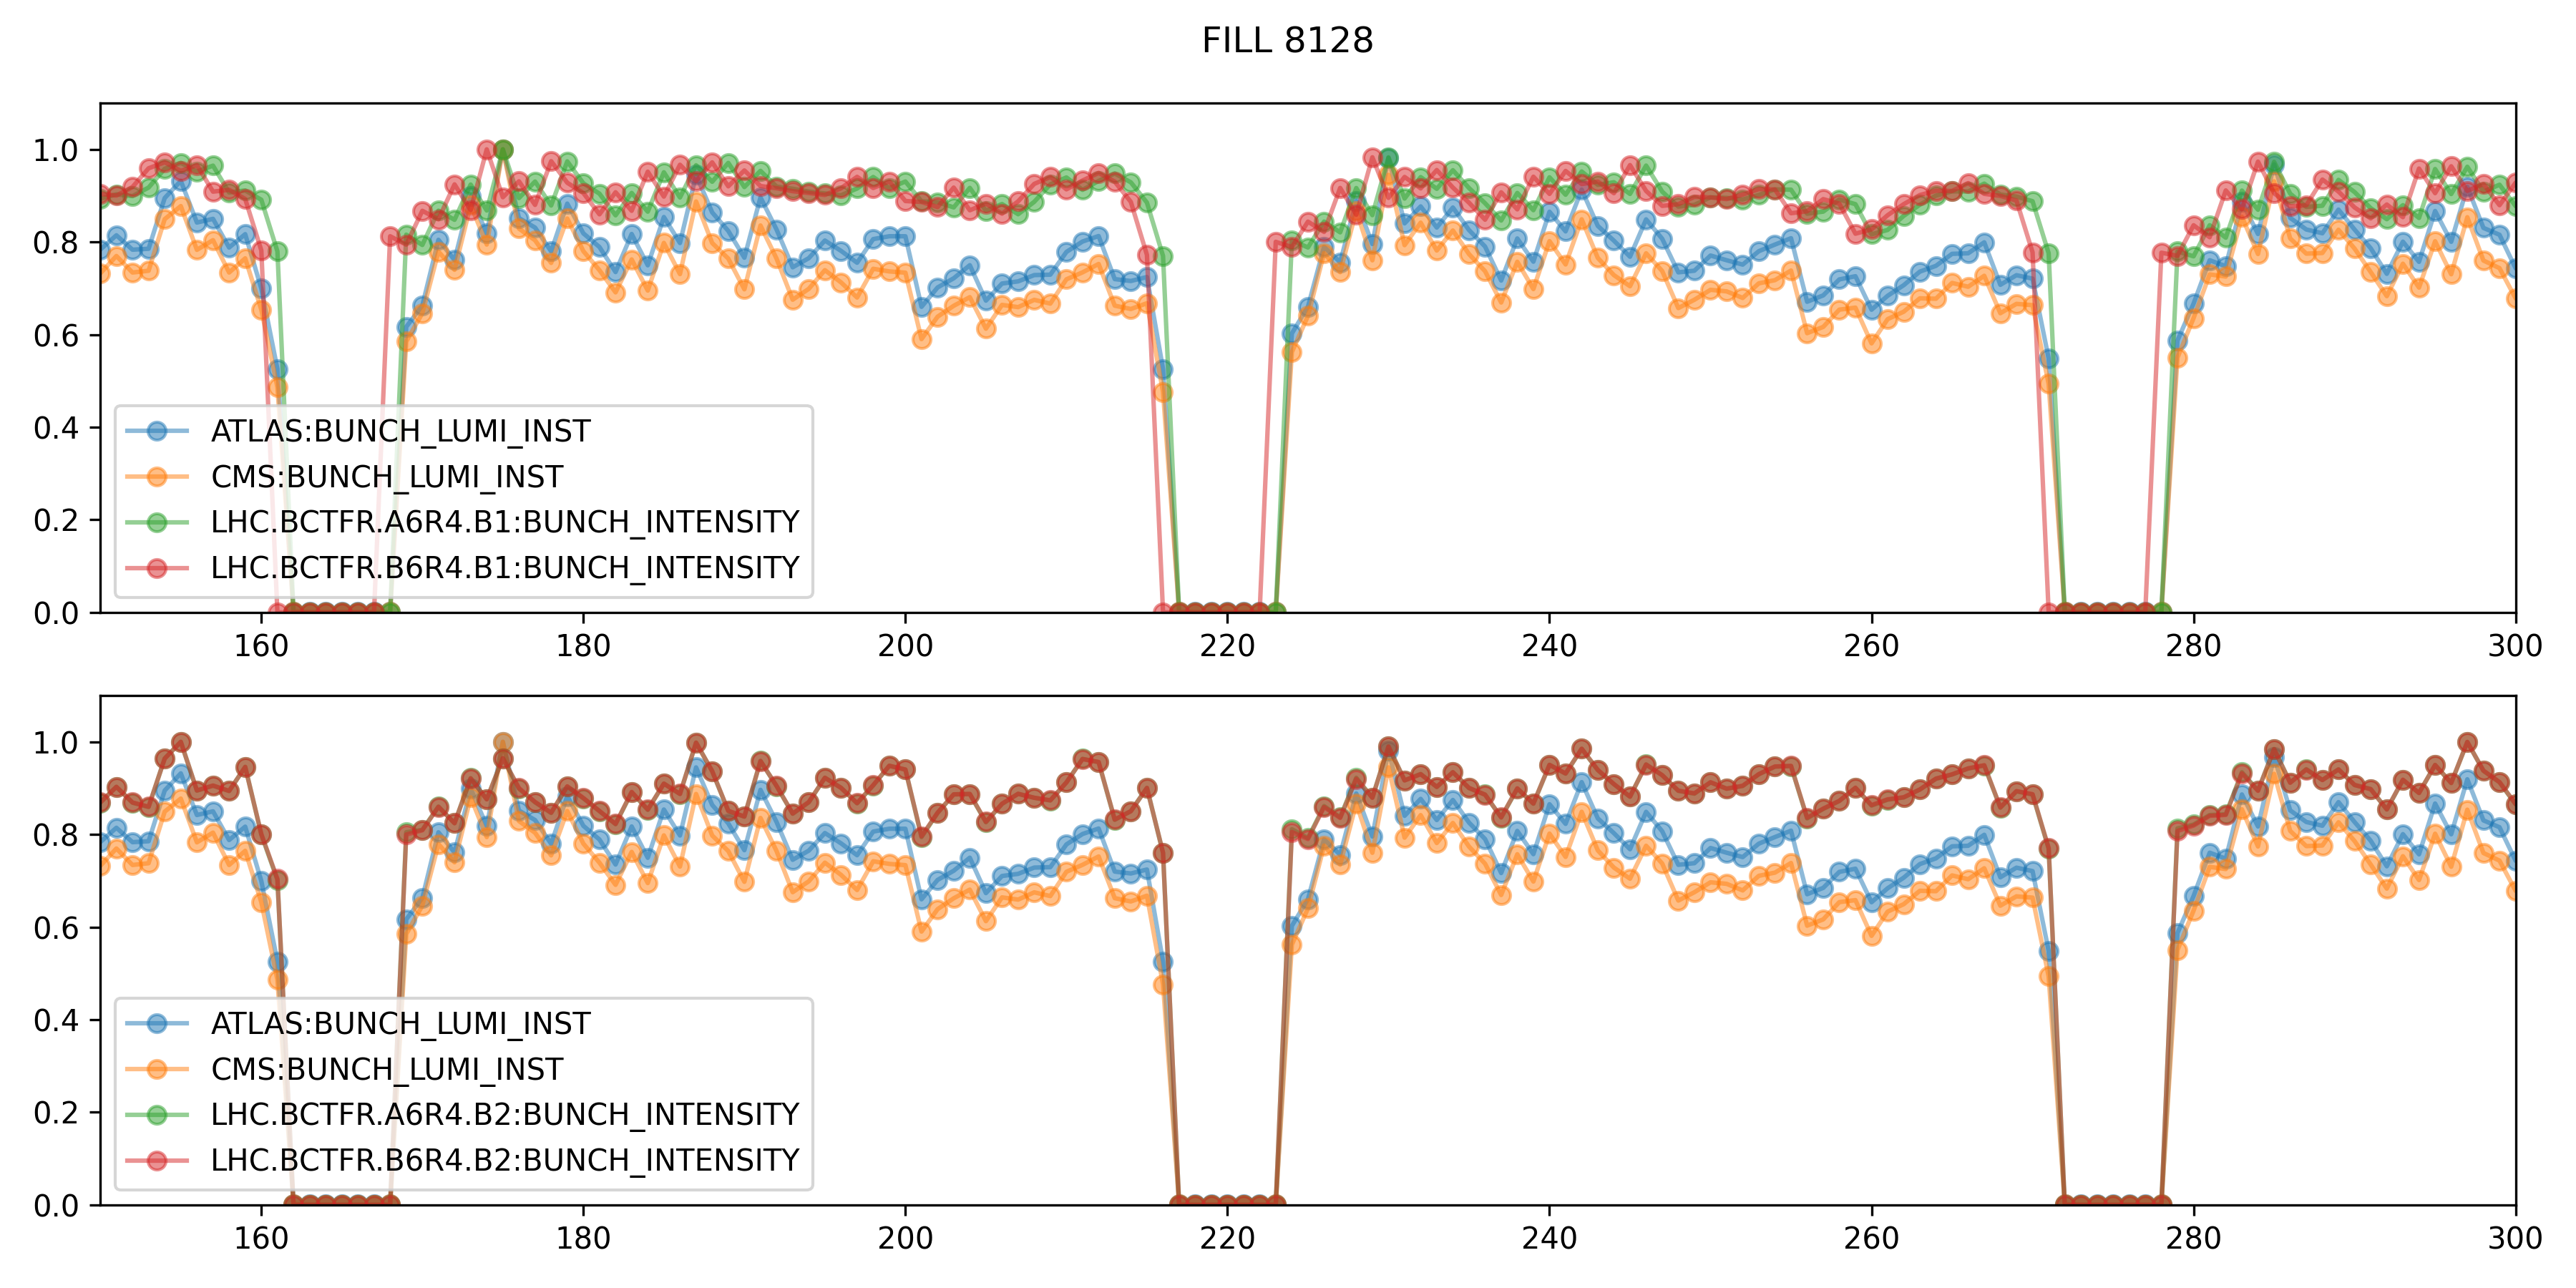 FILL 8128
1.0
0.8
0.6
0.4
0.2
0.0
ATLAS:BUNCH_LUMI_INST
CMS:BUNCH_LUMI_INST
LHC.BCTFR.A6R4.B1:BUNCH_INTENSITY
LHC.BCTFR.B6R4.B1:BUNCH_INTENSITY
160 180 200 220 240 260 280 300
1.0
0.8
0.6
0.4
0.2
0.0
ATLAS:BUNCH_LUMI_INST
CMS:BUNCH_LUMI_INST
LHC.BCTFR.A6R4.B2:BUNCH_INTENSITY
LHC.BCTFR.B6R4.B2:BUNCH_INTENSITY
160 180 200 220 240 260 280 300